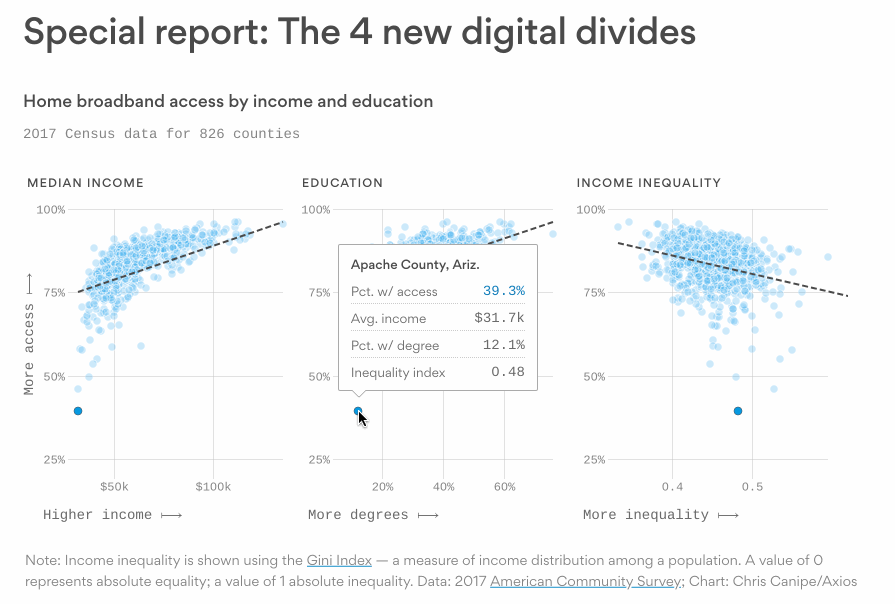 Special report: The 4 new digital divides
Home broadband access by income and education
2017 Census data for 826 counties
MEDIAN INCOME
100%
75%
50%
25%
More access ⟶
$50k $100k
Higher income ⟼
EDUCATION
Apache County, Ariz.
Pct. w/ access 39.3%
Avg. income $31.7k
Pct. w/ degree 12.1%
Inequality index 0.48
20% 40% 60%
More degrees ⟼
INCOME INEQUALITY
100%
75%
50%
25%
0.4 0.5
More inequality ⟼
Note: Income inequality is shown using the Gini Index — a measure of income distribution among a population. A value of 0
represents absolute equality; a value of 1 absolute inequality. Data: 2017 American Community Survey; Chart: Chris Canipe/Axios